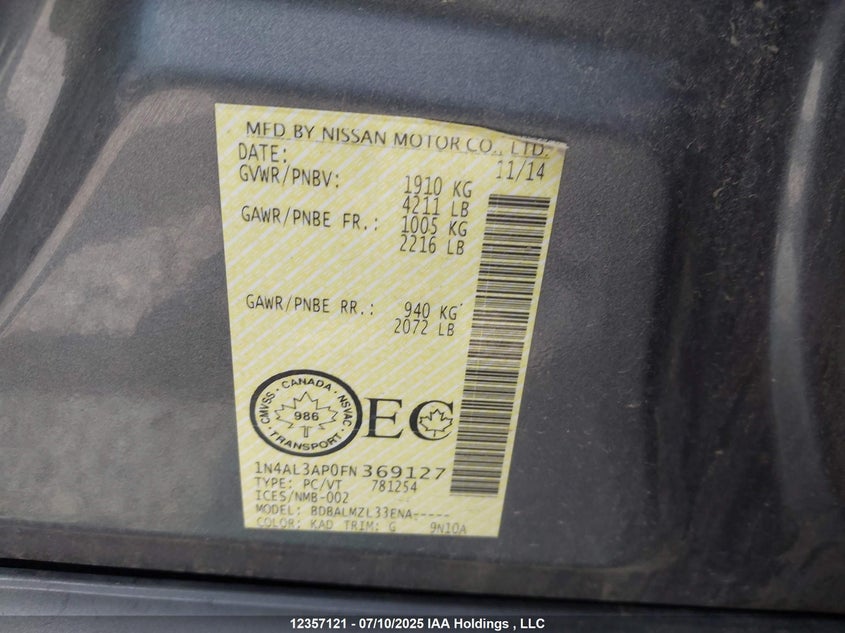 MFD BY NISSAN MOTOR CO., LTD.
DATE: 11/14
GVWR/PNBV: 1910 KG
4211 LB
GAWR/PNBE FR.: 1005 KG
2216 LB
GAWR/PNBE RR.: 940 KG
2072 LB
CANADA
CMVSS
NSVAC
986
TRANSPORT
EC
1N4AL3AP0FN369127
TYPE: PC/VT 781254
ICES/NMB-002
MODEL: BDBALMZL33ENA-----
COLOR: KAD TRIM: G 9N10A
12357121 - 07/10/2025 IAA Holdings , LLC